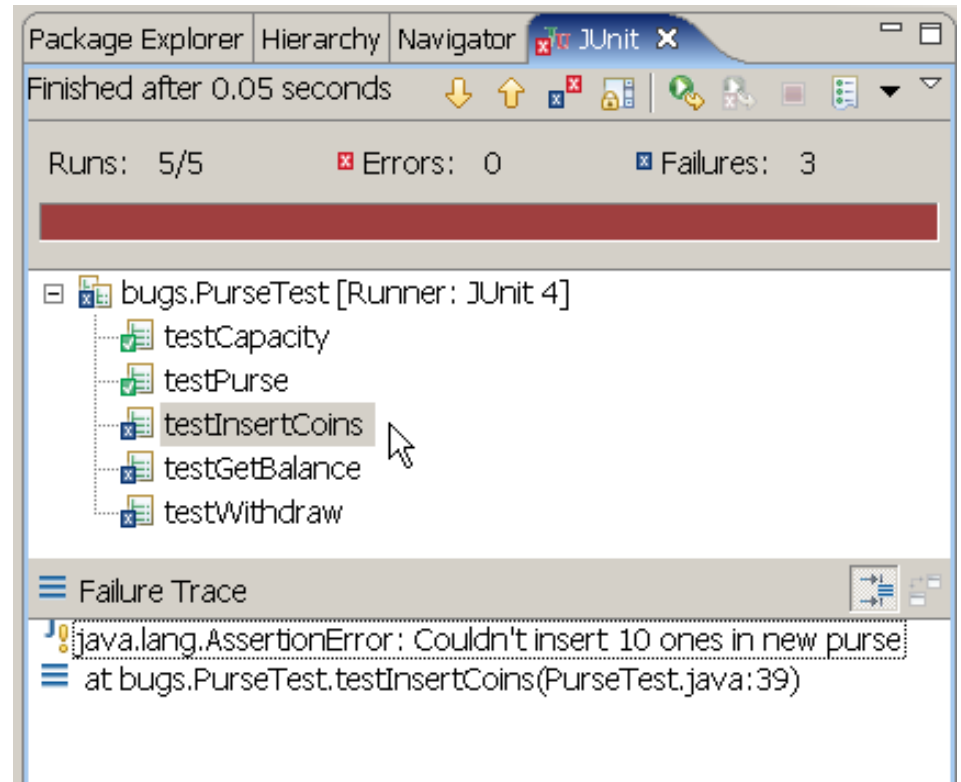 Package Explorer Hierarchy Navigator JUnit
Finished after 0.05 seconds
Runs: 5/5 Errors: 0 Failures: 3
bugs.PurseTest [Runner: JUnit 4]
testCapacity
testPurse
testInsertCoins
testGetBalance
testWithdraw
Failure Trace
java.lang.AssertionError: Couldn't insert 10 ones in new purse
at bugs.PurseTest.testInsertCoins(PurseTest.java:39)